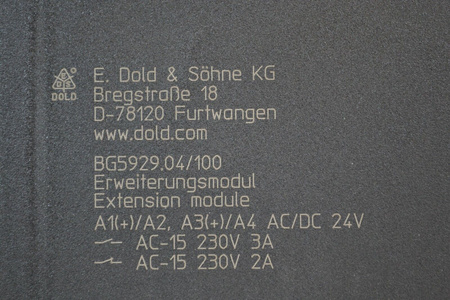 E. Dold & Söhne KG
DOLD
Bregstraße 18
D-78120 Furtwangen
www.dold.com
BG5929.04/100
Erweiterungsmodul
Extension module
A1(+)/A2, A3(+)/A4 AC/DC 24V
AC-15 230V 3A
AC-15 230V 2A